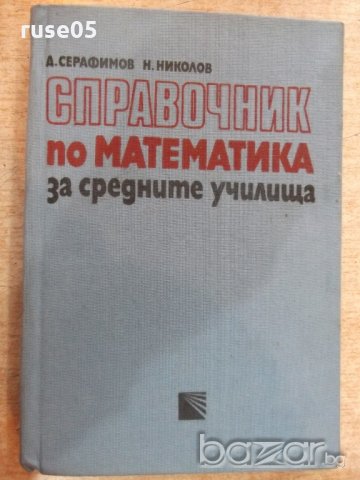 ruse05
Д. СЕРАФИМОВ Н. НИКОЛОВ
СПРАВОЧНИК
по МАТЕМАТИКА
за средните училища
bazar.bg